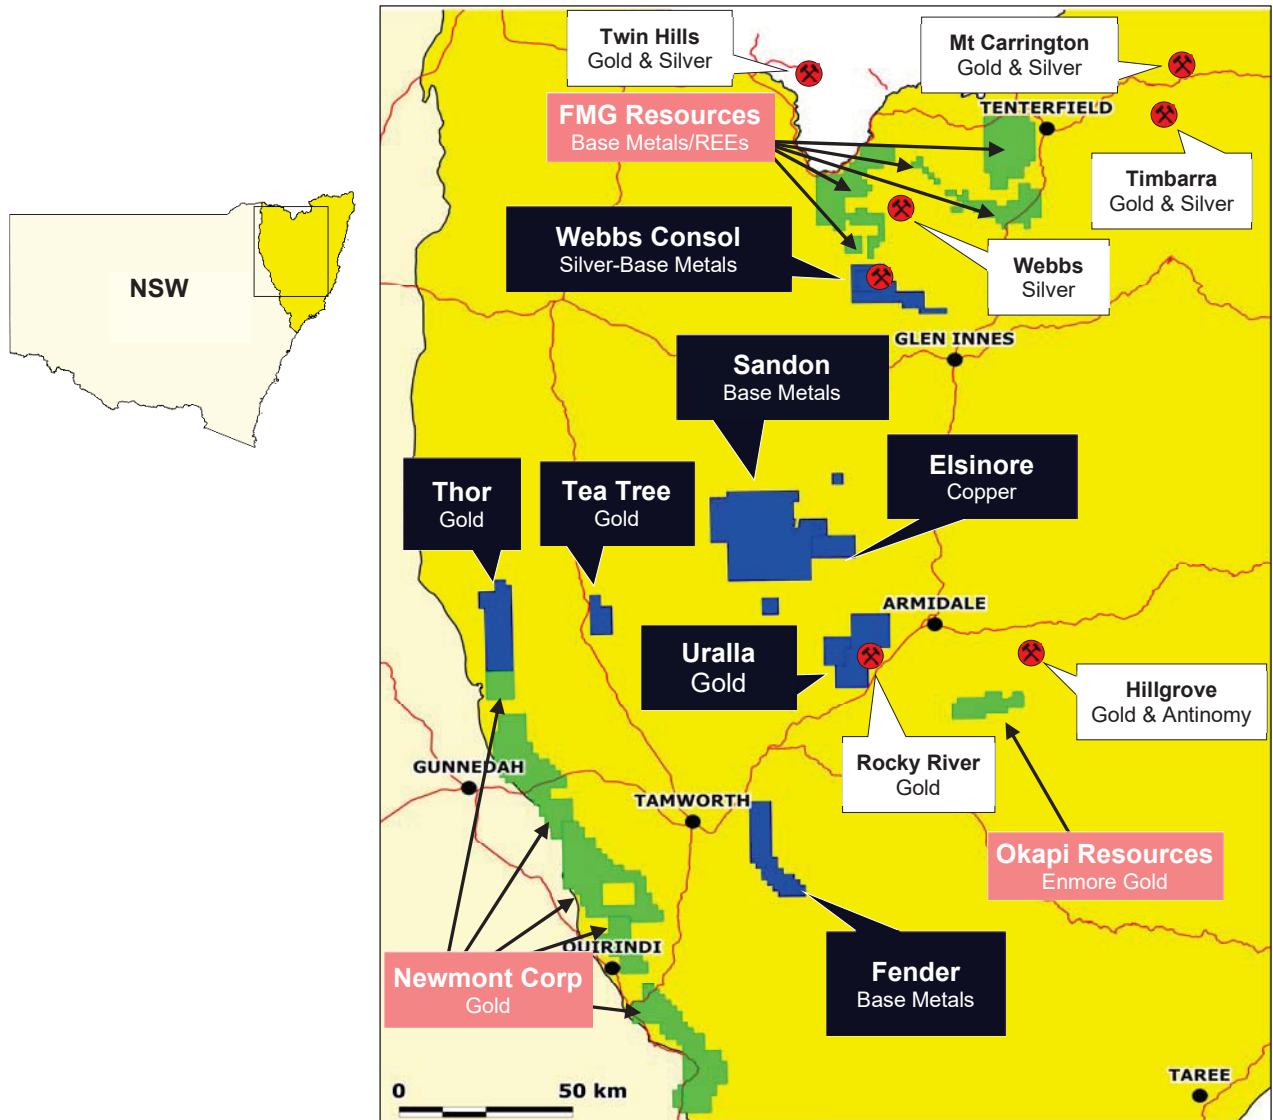 NSW
Twin Hills
Gold & Silver
Mt Carrington
Gold & Silver
FMG Resources
Base Metals/REEs
TENTERFIELD
Timbarra
Gold & Silver
Webbs Consol
Silver-Base Metals
Webbs
Silver
GLEN INNES
Sandon
Base Metals
Elsinore
Copper
Thor
Gold
Tea Tree
Gold
ARMIDALE
Uralla
Gold
Hillgrove
Gold & Antinomy
Rocky River
Gold
GUNNEDAH
TAMWORTH
Okapi Resources
Enmore Gold
QUIRINDI
Newmont Corp
Gold
Fender
Base Metals
TAREE
0 50 km